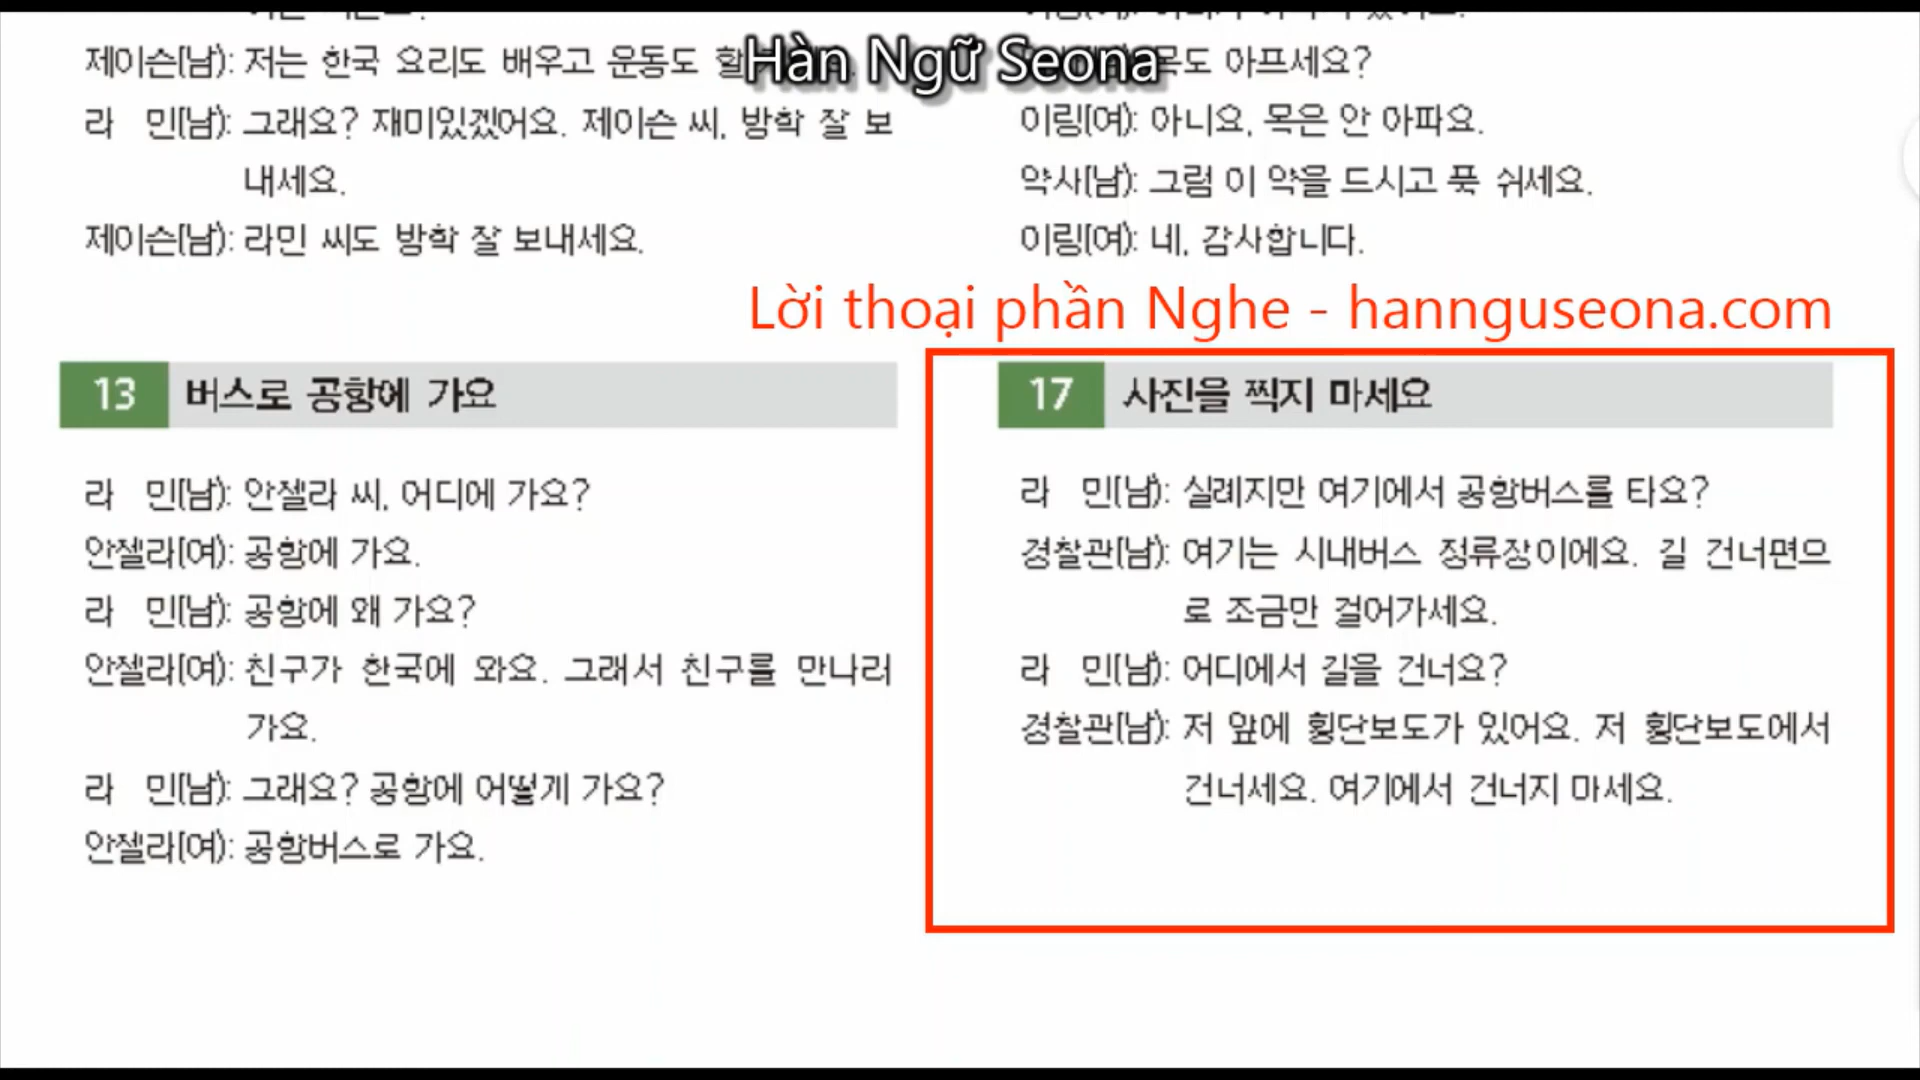 제이슨(남): 저는 한국 요리도 배우고 운동도 할
라 민(남): 그래요? 재미있겠어요. 제이슨 씨, 방학 잘 보
내세요.
제이슨(남): 라민 씨도 방학 잘 보내세요.
Hàn Ngữ Seona
목도 아프세요?
이링(여): 아니요, 목은 안 아파요.
약사(남): 그럼 이 약을 드시고 푹 쉬세요.
이링(여): 네, 감사합니다.
Lời thoại phần Nghe - hannguseona.com
13 버스로 공항에 가요
라 민(남): 안젤라 씨, 어디에 가요?
안젤라(여): 공항에 가요.
라 민(남): 공항에 왜 가요?
안젤라(여): 친구가 한국에 와요. 그래서 친구를 만나러
가요.
라 민(남): 그래요? 공항에 어떻게 가요?
안젤라(여): 공항버스로 가요.
17 사진을 찍지 마세요
라 민(남): 실례지만 여기에서 공항버스를 타요?
경찰관(남): 여기는 시내버스 정류장이에요. 길 건너편으
로 조금만 걸어가세요.
라 민(남): 어디에서 길을 건너요?
경찰관(남): 저 앞에 횡단보도가 있어요. 저 횡단보도에서
건너세요. 여기에서 건너지 마세요.